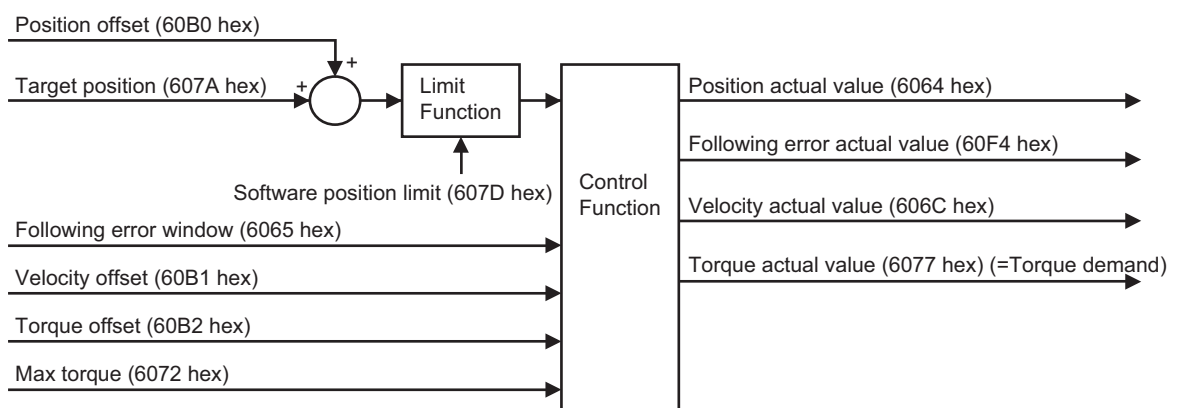 Position offset (60B0 hex)
+
Target position (607A hex)
+
Limit
Function
Software position limit (607D hex)
Following error window (6065 hex)
Velocity offset (60B1 hex)
Torque offset (60B2 hex)
Max torque (6072 hex)
Control
Function
Position actual value (6064 hex)
Following error actual value (60F4 hex)
Velocity actual value (606C hex)
Torque actual value (6077 hex) (=Torque demand)